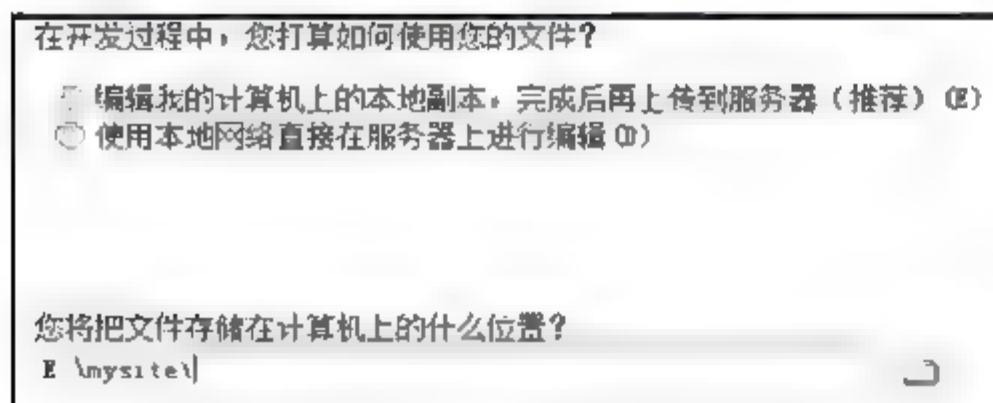 在开发过程中，您打算如何使用您的文件？
编辑我的计算机上的本地副本，完成后再上传到服务器（推荐）(E)
使用本地网络直接在服务器上进行编辑(D)
您将把文件存储在计算机上的什么位置？
E \mysite\